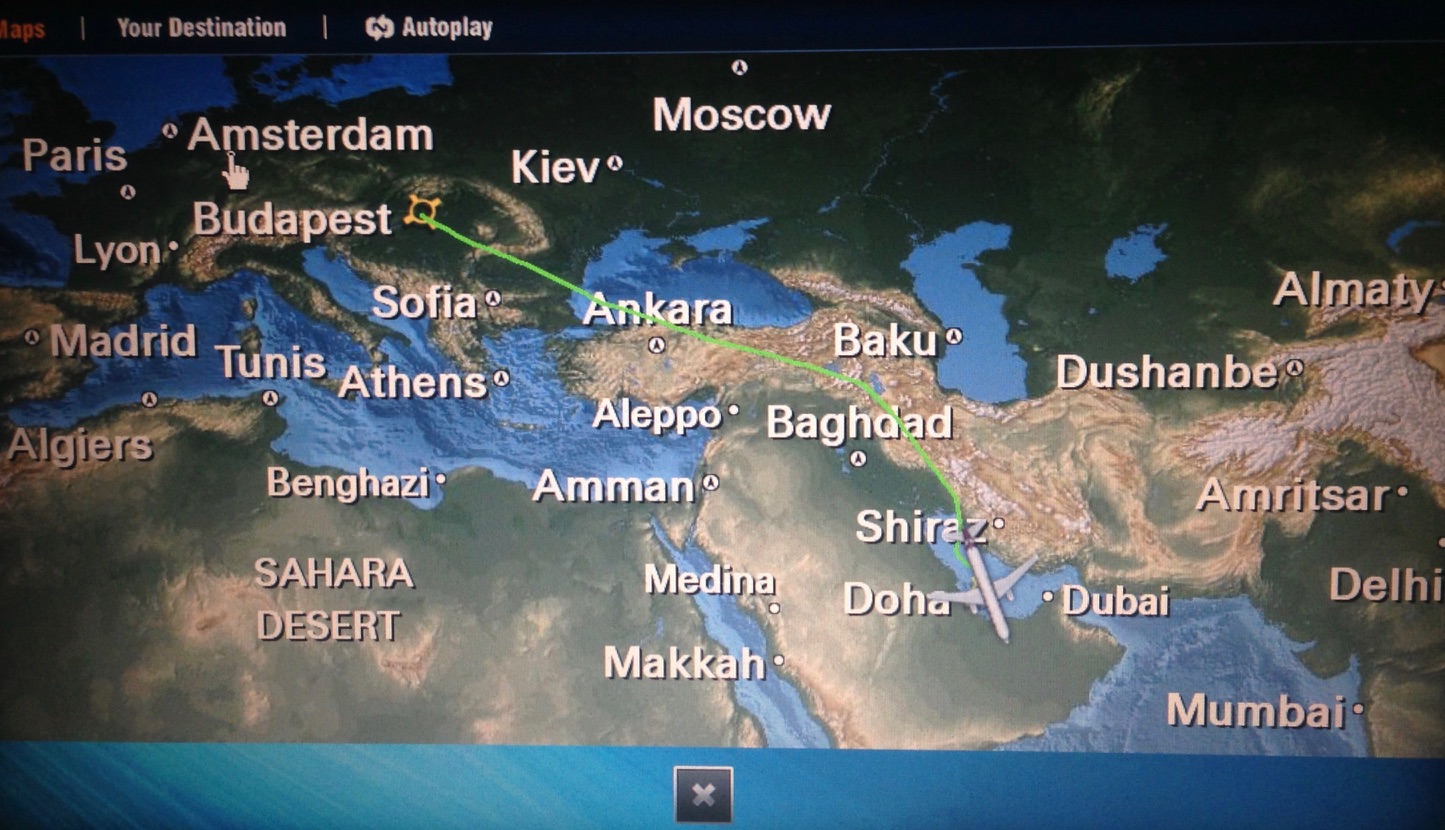 Maps | Your Destination | Autoplay
Moscow
Amsterdam
Paris
Kiev
Budapest
Lyon
Sofia
Ankara
Almaty
Madrid
Baku
Tunis
Athens
Dushanbe
Aleppo
Baghdad
Algiers
Benghazi
Amman
Amritsar
Shiraz
SAHARA
DESERT
Medina
Doha
Dubai
Delhi
Makkah
Mumbai